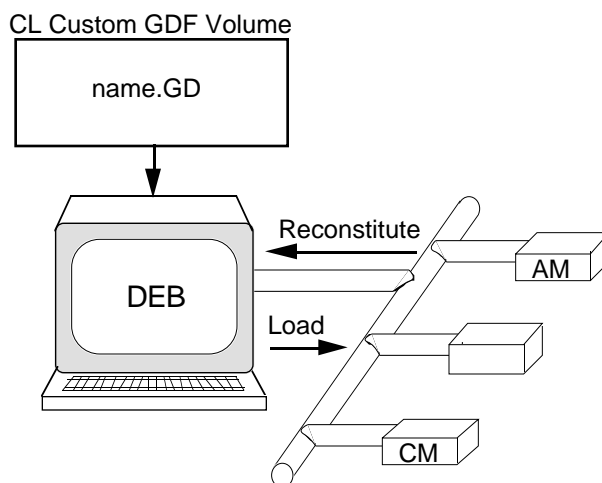 CL Custom GDF Volume
name.GD
Reconstitute
AM
DEB
Load
CM